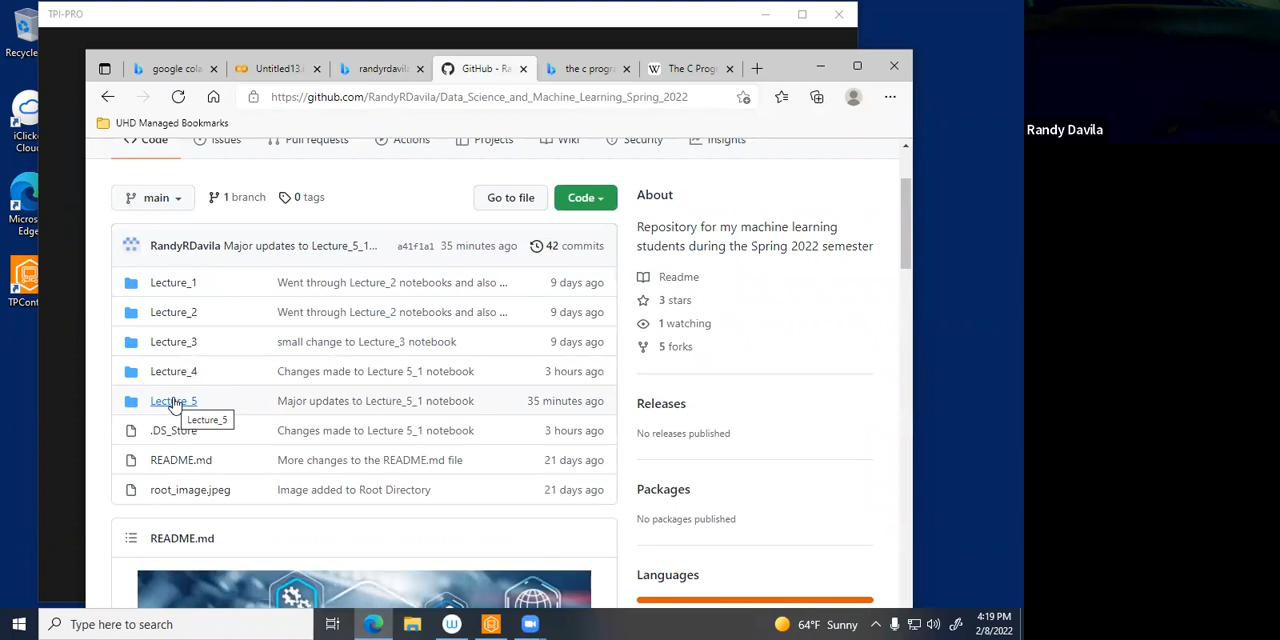 TPI-PRO
Recycle
google cola
Untitled13.i
randyrdavila
GitHub - Ra
the c progra
The C Prog
https://github.com/RandyRDavila/Data_Science_and_Machine_Learning_Spring_2022
UHD Managed Bookmarks
Randy Davila
Code
Issues
Pull requests
Actions
Projects
Wiki
Security
Insights
main
1 branch
0 tags
Go to file
Code
About
Repository for my machine learning
students during the Spring 2022 semester
RandyRDavila Major updates to Lecture_5_1...
a41f1a1
35 minutes ago
42 commits
Lecture_1
Went through Lecture_2 notebooks and also ...
9 days ago
Readme
Lecture_2
Went through Lecture_2 notebooks and also ...
9 days ago
3 stars
Lecture_3
small change to Lecture_3 notebook
9 days ago
1 watching
Lecture_4
Changes made to Lecture 5_1 notebook
3 hours ago
5 forks
Lecture_5
Major updates to Lecture_5_1 notebook
35 minutes ago
Releases
Lecture_5
.DS_Store
Changes made to Lecture 5_1 notebook
3 hours ago
No releases published
README.md
More changes to the README.md file
21 days ago
root_image.jpeg
Image added to Root Directory
21 days ago
Packages
No packages published
README.md
Languages
iClicker
Cloud
Micros
Edge
TPCont
Type here to search
64°F Sunny
4:19 PM
2/8/2022